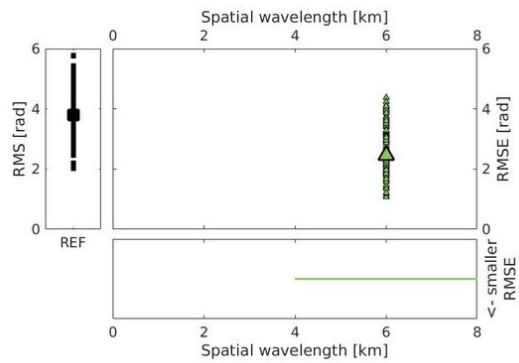 Spatial wavelength [km]
0 2 4 6 8
6 6
4 4
2 2
0 0
RMS [rad]
RMSE [rad]
REF
<- smaller
RMSE
0 2 4 6 8
Spatial wavelength [km]